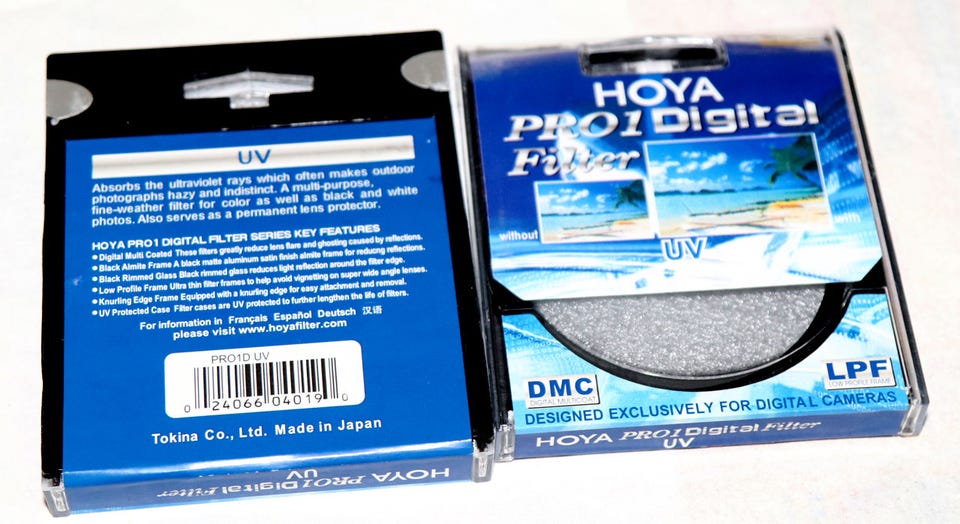 UV
Absorbs the ultraviolet rays which often makes outdoor
photographs hazy and indistinct. A multi-purpose,
fine-weather filter for color as well as black and white
photos. Also serves as a permanent lens protector.
HOYA PRO1 DIGITAL FILTER SERIES KEY FEATURES
• Digital Multi Coated These filters greatly reduce lens flare and ghosting caused by reflections.
• Black Almite Frame A black matte aluminum satin finish almite frame for reducing reflections.
• Black Rimmed Glass Black rimmed glass reduces light reflection around the filter edge.
• Low Profile Frame Ultra thin filter frames to help avoid vignetting on super wide angle lenses.
• Knurling Edge Frame Equipped with a knurling edge for easy attachment and removal.
• UV Protected Case Filter cases are UV protected to further lengthen the life of filters.
For information in Français Español Deutsch 汉语
please visit www.hoyafilter.com
PRO1D UV
0 24066 04019 0
Tokina Co., Ltd. Made in Japan
HOYA PRO1 Digital Filter
UV
HOYA
PRO1 Digital
Filter
without
with
UV
DMC
DIGITAL MULTICOAT
LPF
LOW PROFILE FRAME
DESIGNED EXCLUSIVELY FOR DIGITAL CAMERAS
HOYA PRO1 Digital Filter
UV